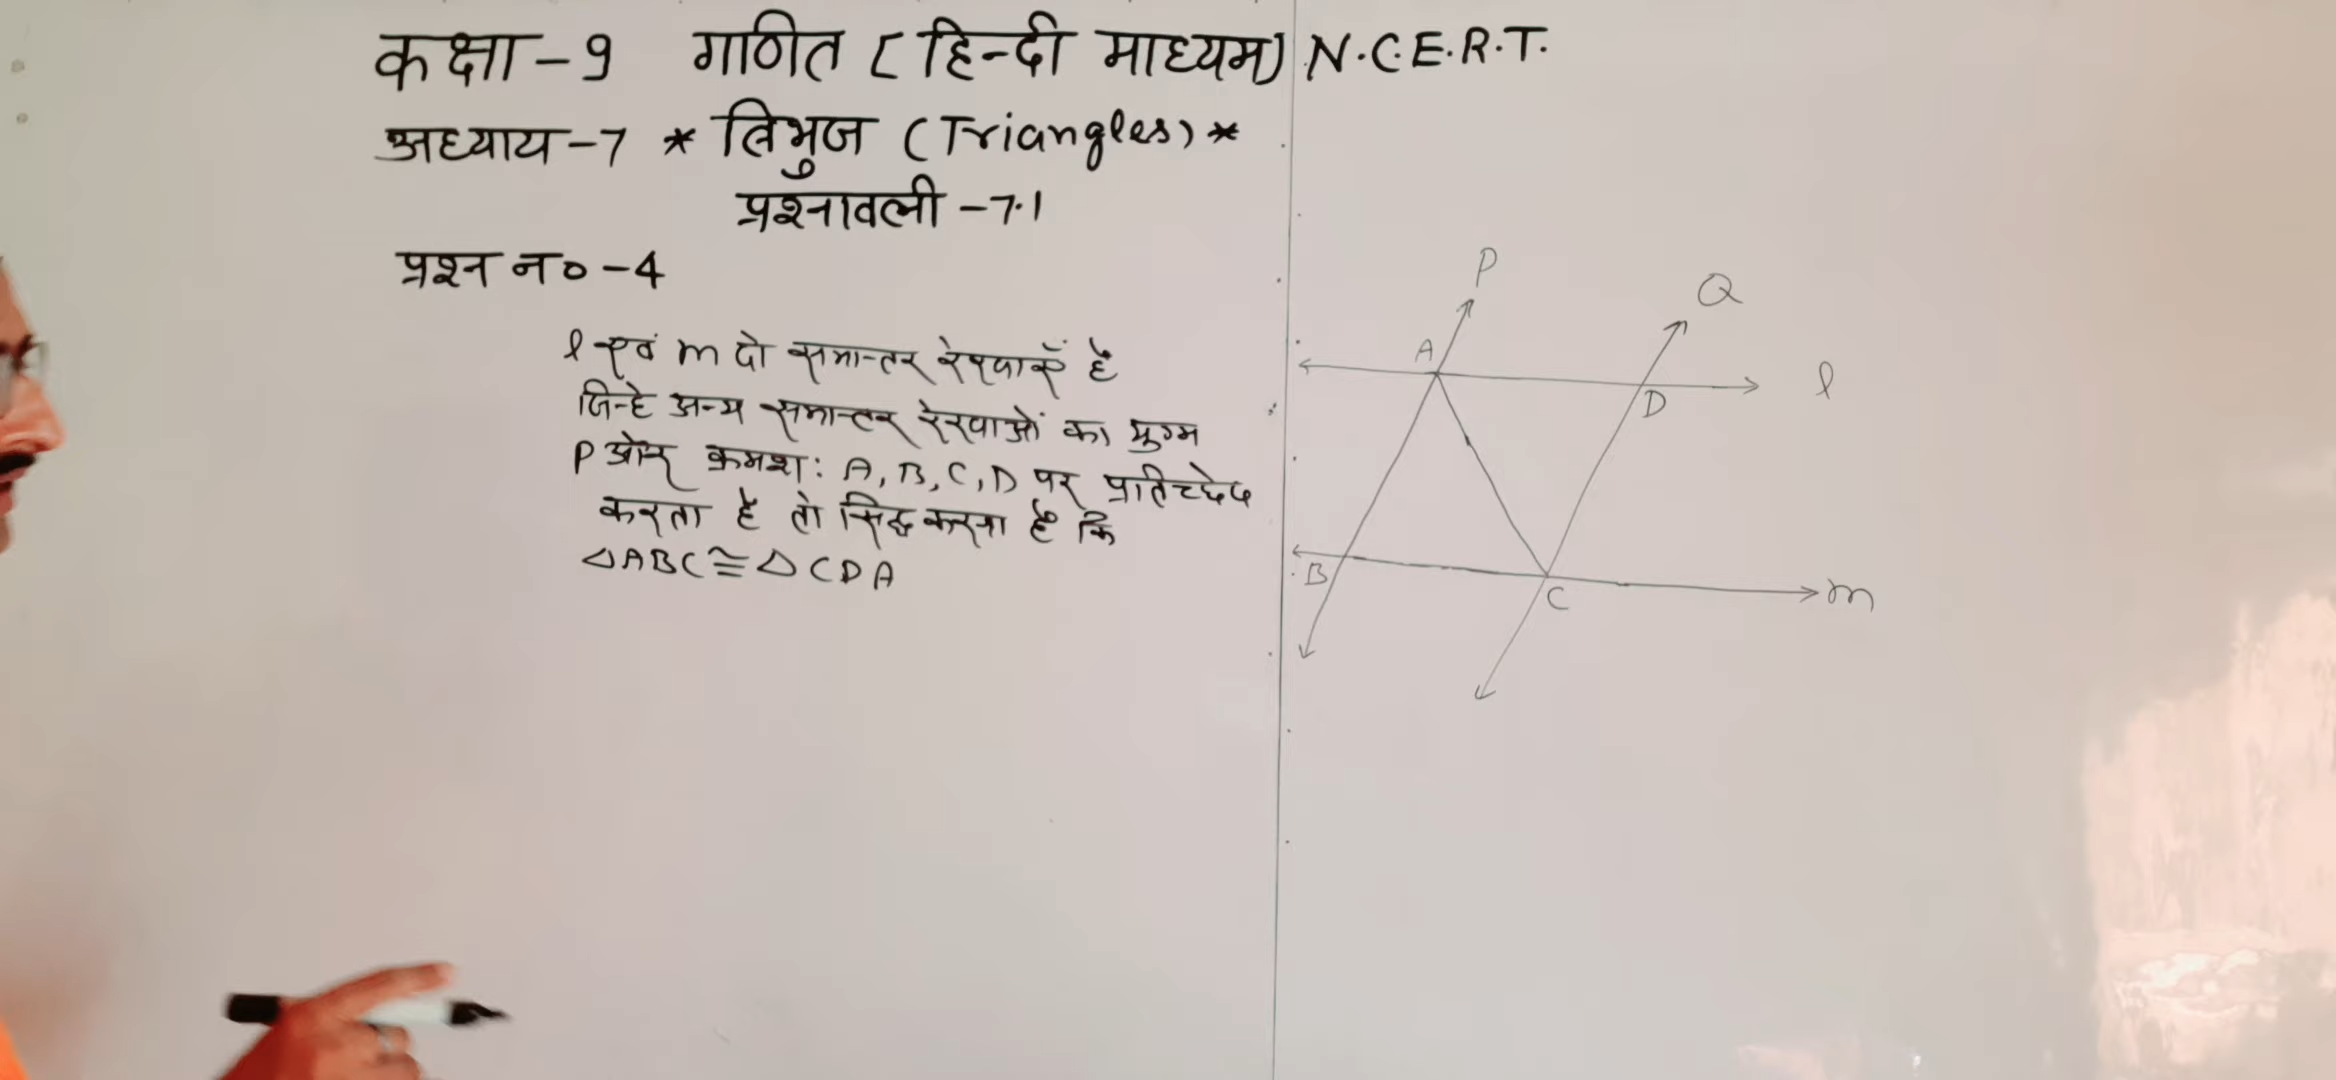 कक्षा-9 गणित (हिन्दी माध्यम) N.C.E.R.T.
अध्याय-7 * त्रिभुज (Triangles) *
प्रश्नावली -7.1
प्रश्न न० -4
l एवं m दो समान्तर रेखाएँ है
जिन्हे अन्य समान्तर रेखाओं का युग्म
P और क्रमश: A, B, C, D पर प्रतिच्छेद
करता है तो सिद्ध करना है कि
△ABC≅△CDA
P
Q
A
l
D
B
C
m